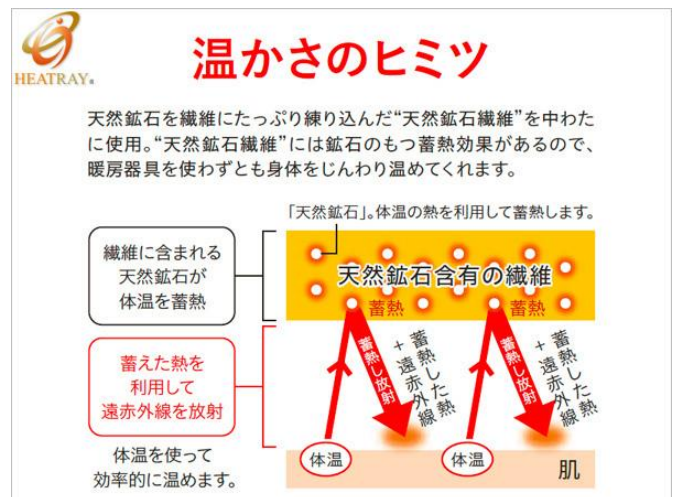 HEATRAY®
温かさのヒミツ
天然鉱石を繊維にたっぷり練り込んだ“天然鉱石繊維”を中わた
に使用。“天然鉱石繊維”には鉱石のもつ蓄熱効果があるので、
暖房器具を使わずとも身体をじんわり温めてくれます。
「天然鉱石」。体温の熱を利用して蓄熱します。
繊維に含まれる
天然鉱石が
体温を蓄熱
天然鉱石含有の繊維
蓄熱
蓄熱
蓄えた熱を
利用して
遠赤外線を放射
蓄熱し放射
蓄熱した熱
+遠赤外線
蓄熱し放射
蓄熱した熱
+遠赤外線
体温を使って
効率的に温めます。
体温
体温
肌